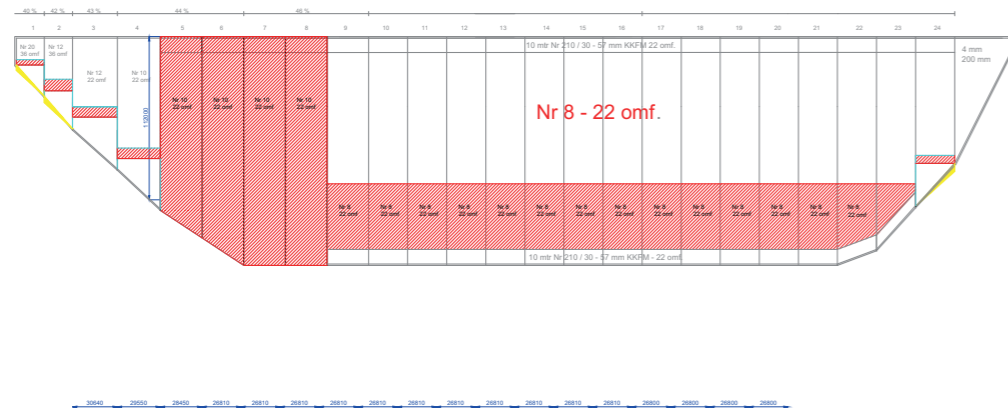 40 % 42 % 43 % 44 % 46 %
1 2 3 4 5 6 7 8 9 10 11 12 13 14 15 16 17 18 19 20 21 22 23 24
10 mtr Nr 210 / 30 - 57 mm KKFM 22 omf.
Nr 20
36 omf
Nr 12
36 omf
4 mm
200 mm
Nr 12
22 omf
Nr 10
22 omf
Nr 10
22 omf
Nr 10
22 omf
Nr 10
22 omf
Nr 10
22 omf
112000
Nr 8 - 22 omf.
Nr 8
22 omf
Nr 8
22 omf
Nr 8
22 omf
Nr 8
22 omf
Nr 8
22 omf
Nr 8
22 omf
Nr 8
22 omf
Nr 8
22 omf
Nr 8
22 omf
Nr 8
22 omf
Nr 8
22 omf
Nr 8
22 omf
Nr 8
22 omf
Nr 8
22 omf
10 mtr Nr 210 / 30 - 57 mm KKFM - 22 omf.
30640 29550 28450 26810 26810 26810 26810 26810 26810 26810 26810 26810 26810 26800 26800 26800 26800